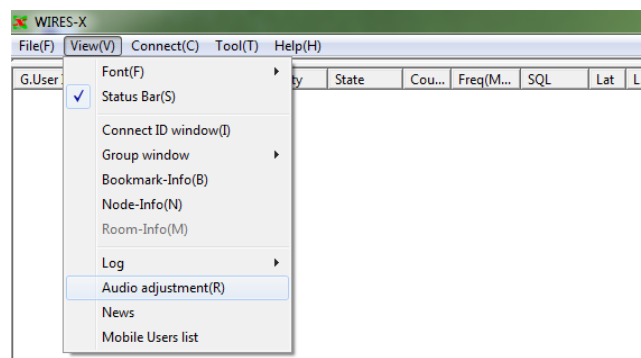 WIRES-X
File(F) View(V) Connect(C) Tool(T) Help(H)
G.User ty State Cou... Freq(M... SQL Lat L
Font(F)
Status Bar(S)
Connect ID window(I)
Group window
Bookmark-Info(B)
Node-Info(N)
Room-Info(M)
Log
Audio adjustment(R)
News
Mobile Users list